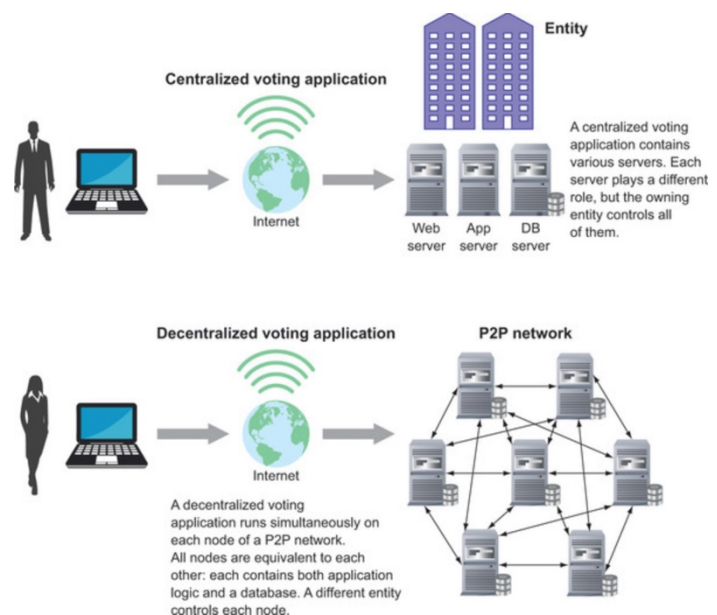 Entity
Centralized voting application
A centralized voting
application contains
various servers. Each
server plays a different
role, but the owning
entity controls all
of them.
Internet
Web
server
App
server
DB
server
Decentralized voting application
P2P network
Internet
A decentralized voting
application runs simultaneously on
each node of a P2P network.
All nodes are equivalent to each
other: each contains both application
logic and a database. A different entity
controls each node.